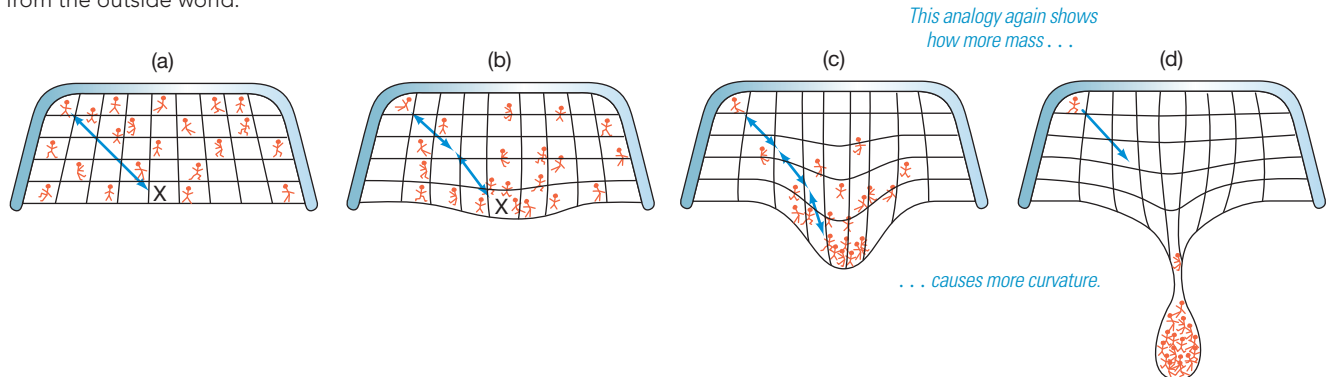 from the outside world.
This analogy again shows
how more mass . . .
(a)
(b)
(c)
(d)
X
X
. . . causes more curvature.